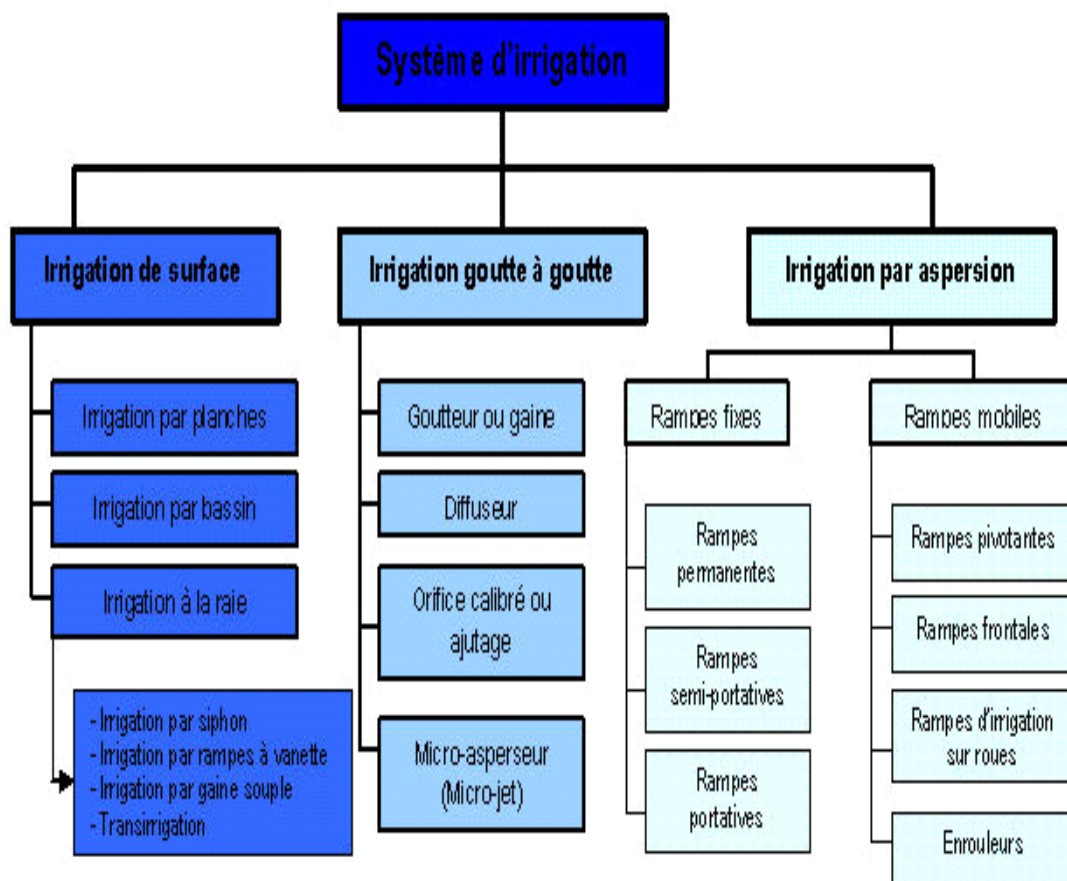 Système d'irrigation
Irrigation de surface
Irrigation goutte à goutte
Irrigation par aspersion
Irrigation par planches
Irrigation par bassin
Irrigation à la raie
- Irrigation par siphon
- Irrigation par rampes à vanette
- Irrigation par gaine souple
- Transirrigation
Goutteur ou gaine
Diffuseur
Orifice calibré ou
ajutage
Micro-asperseur
(Micro-jet)
Rampes fixes
Rampes
permanentes
Rampes
semi-portatives
Rampes
portatives
Rampes mobiles
Rampes pivotantes
Rampes frontales
Rampes d'irrigation
sur roues
Enrouleurs